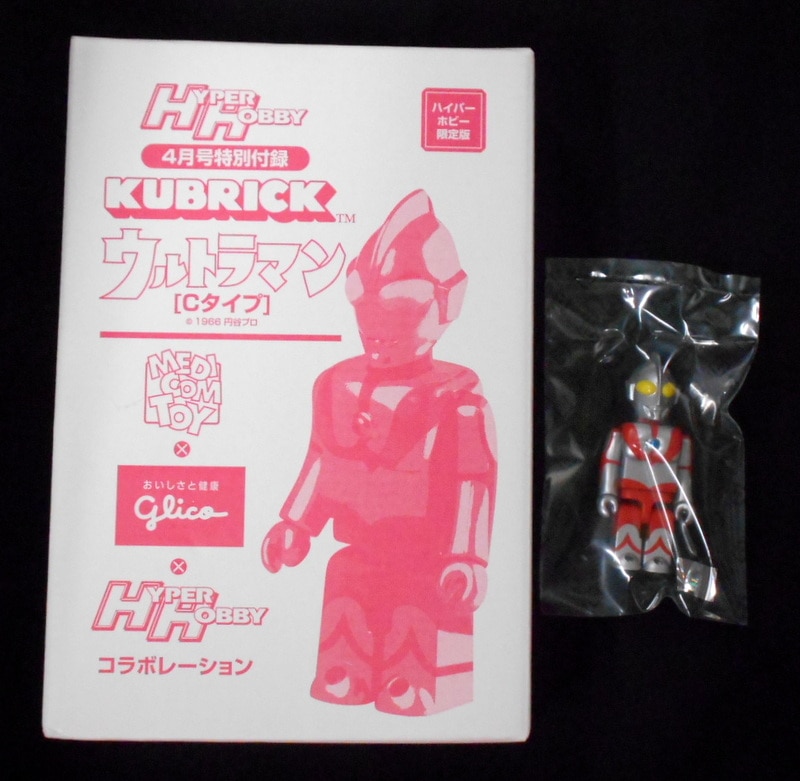 HYPER HOBBY
ハイパー
ホビー
限定版
4月号特別付録
KUBRICK™
ウルトラマン
[Cタイプ]
© 1966 円谷プロ
MEDI
COM
TOY
×
おいしさと健康
Glico
×
HYPER HOBBY
コラボレーション